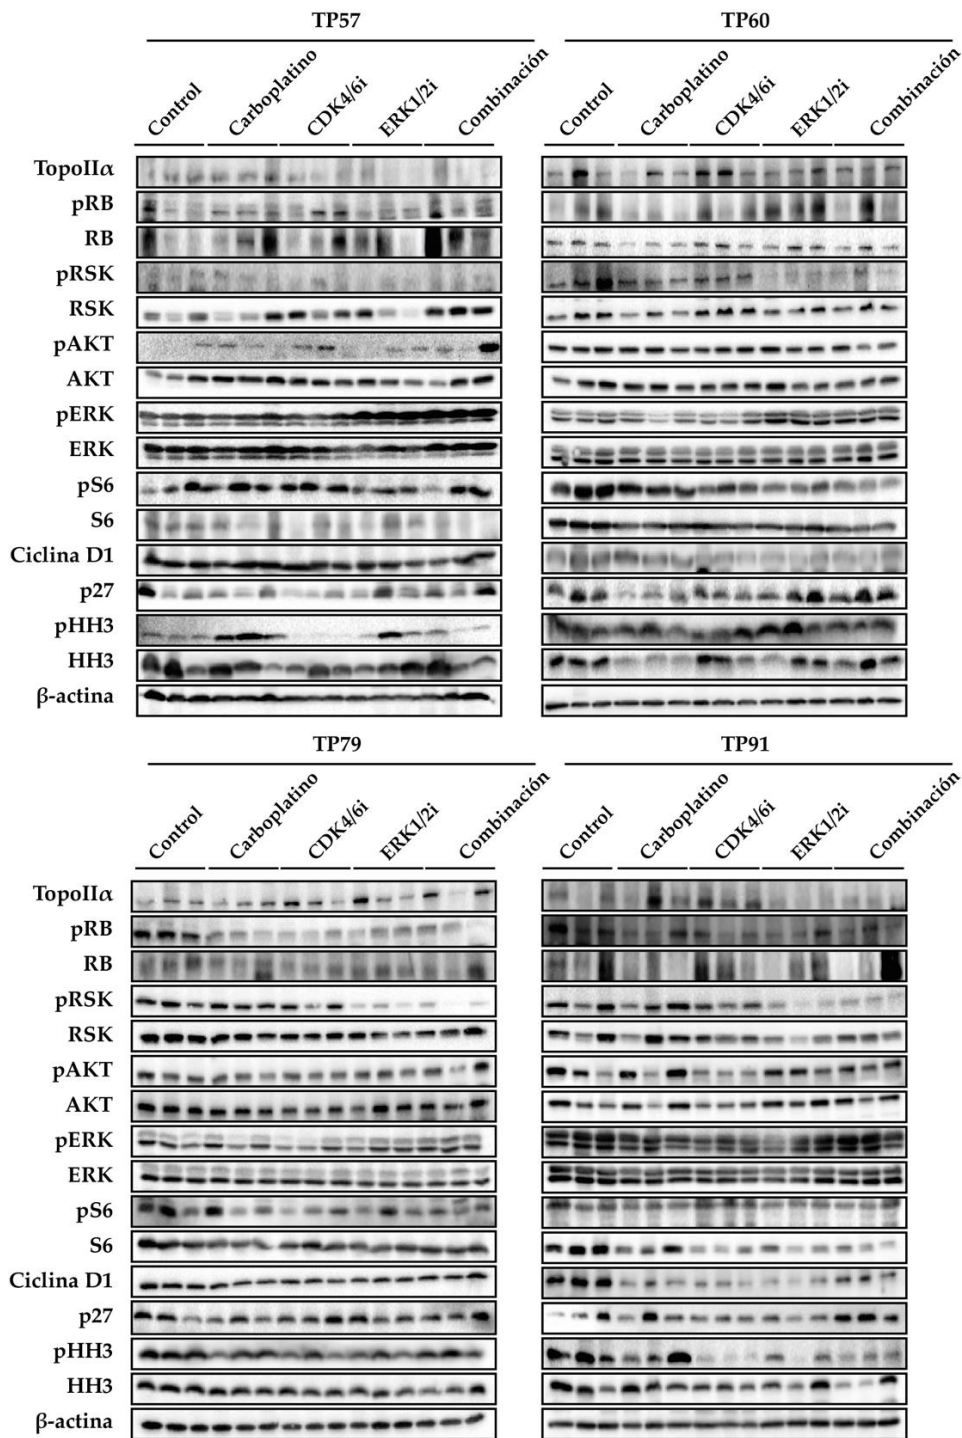 TP57 TP60
Control Carboplatino CDK4/6i ERK1/2i Combinación Control Carboplatino CDK4/6i ERK1/2i Combinación
TopoIIα
pRB
RB
pRSK
RSK
pAKT
AKT
pERK
ERK
pS6
S6
Ciclina D1
p27
pHH3
HH3
β-actina
TP79 TP91
Control Carboplatino CDK4/6i ERK1/2i Combinación Control Carboplatino CDK4/6i ERK1/2i Combinación
TopoIIα
pRB
RB
pRSK
RSK
pAKT
AKT
pERK
ERK
pS6
S6
Ciclina D1
p27
pHH3
HH3
β-actina